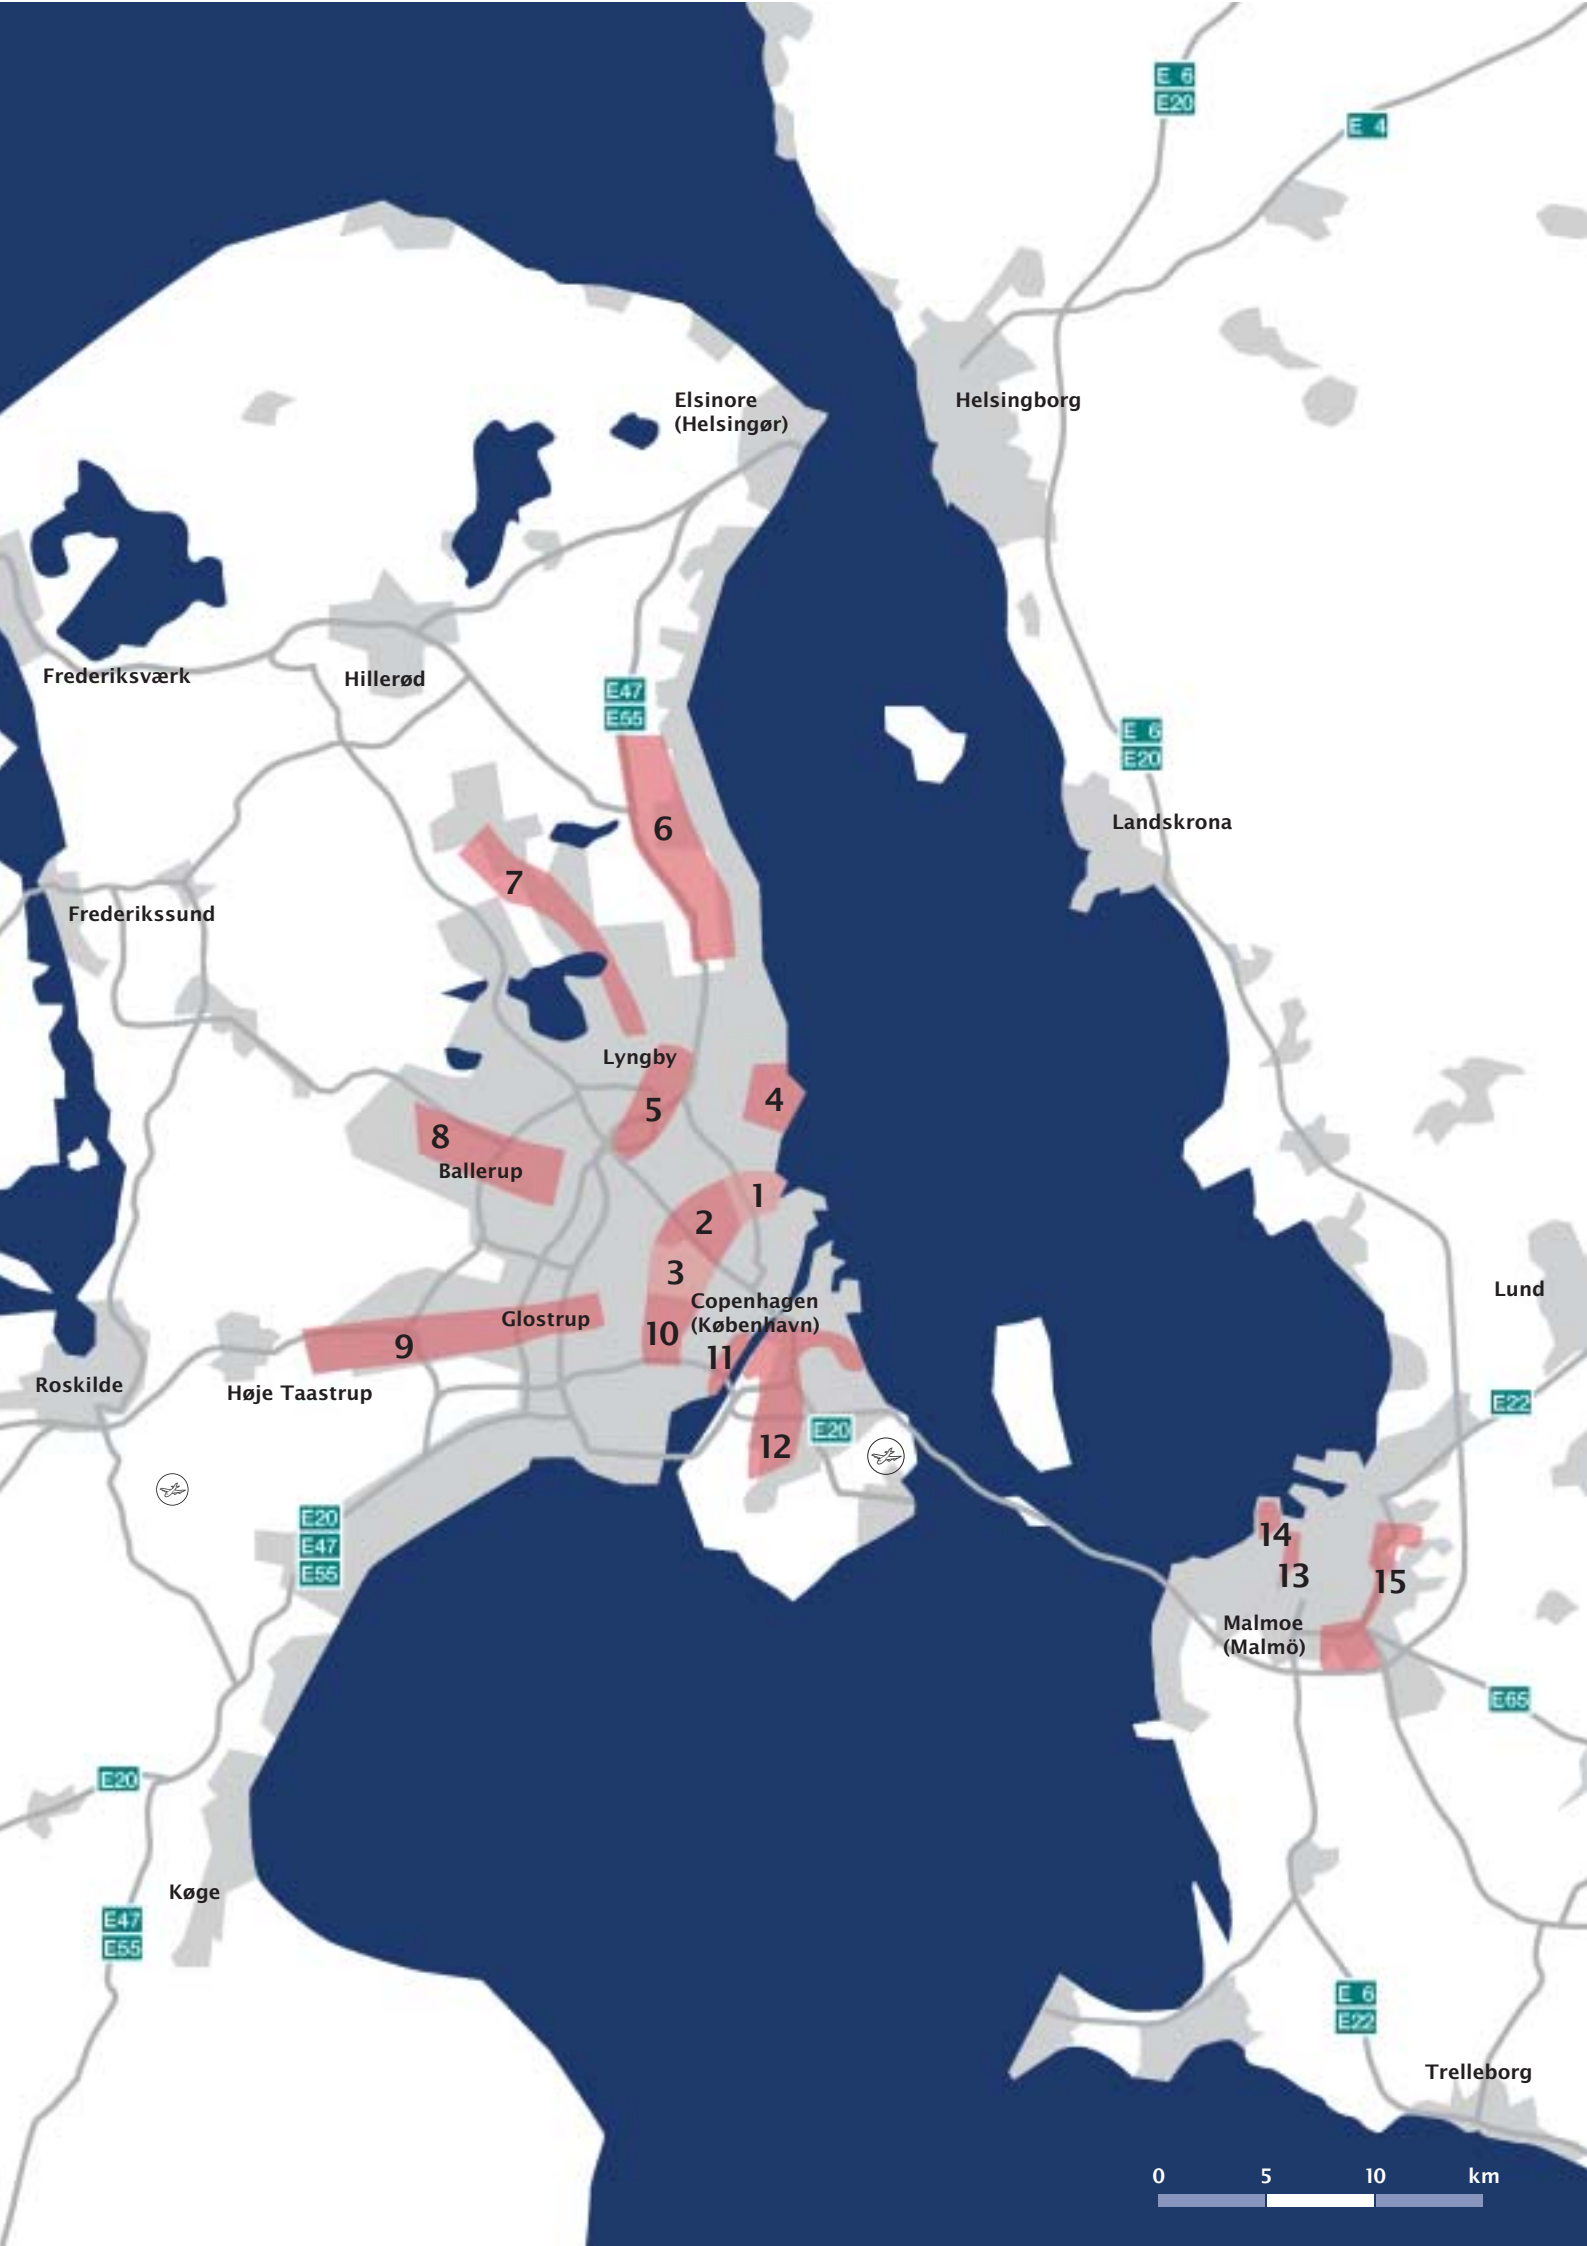 E 6
E20
E 4
Elsinore
(Helsingør)
Helsingborg
Frederiksværk
Hillerød
E47
E55
E 6
E20
6
Landskrona
7
Frederikssund
Lyngby
5
4
8
Ballerup
1
2
3
Lund
Copenhagen
(København)
Glostrup
10
9
11
Roskilde
Høje Taastrup
E22
E20
12
E20
E47
E55
14
13
15
Malmoe
(Malmö)
E65
E20
Køge
E47
E55
E 6
E22
Trelleborg
0 5 10 km